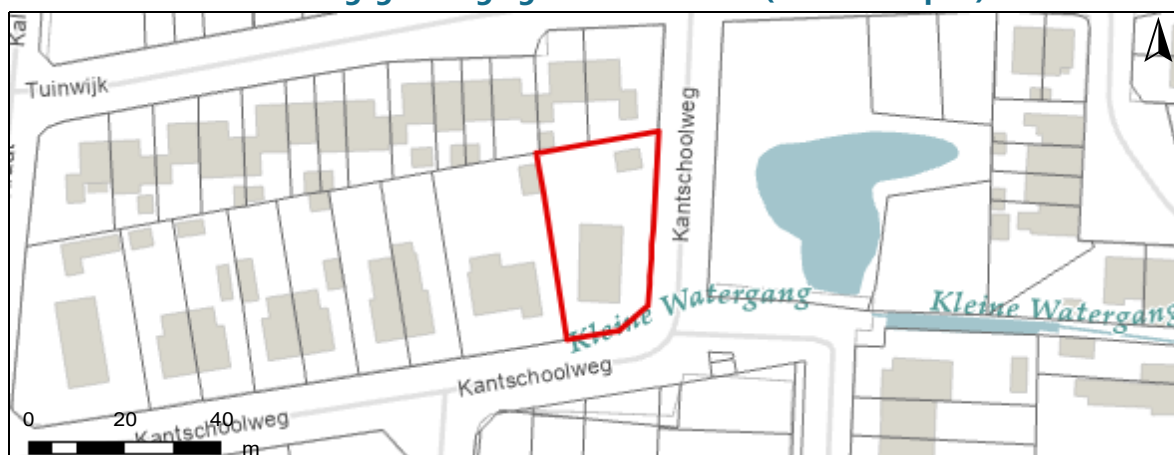 Tuinwijk
Kantschoolweg
Kleine Watergang
Kleine Watergang
Kantschoolweg
Kantschoolweg
0 20 40
m